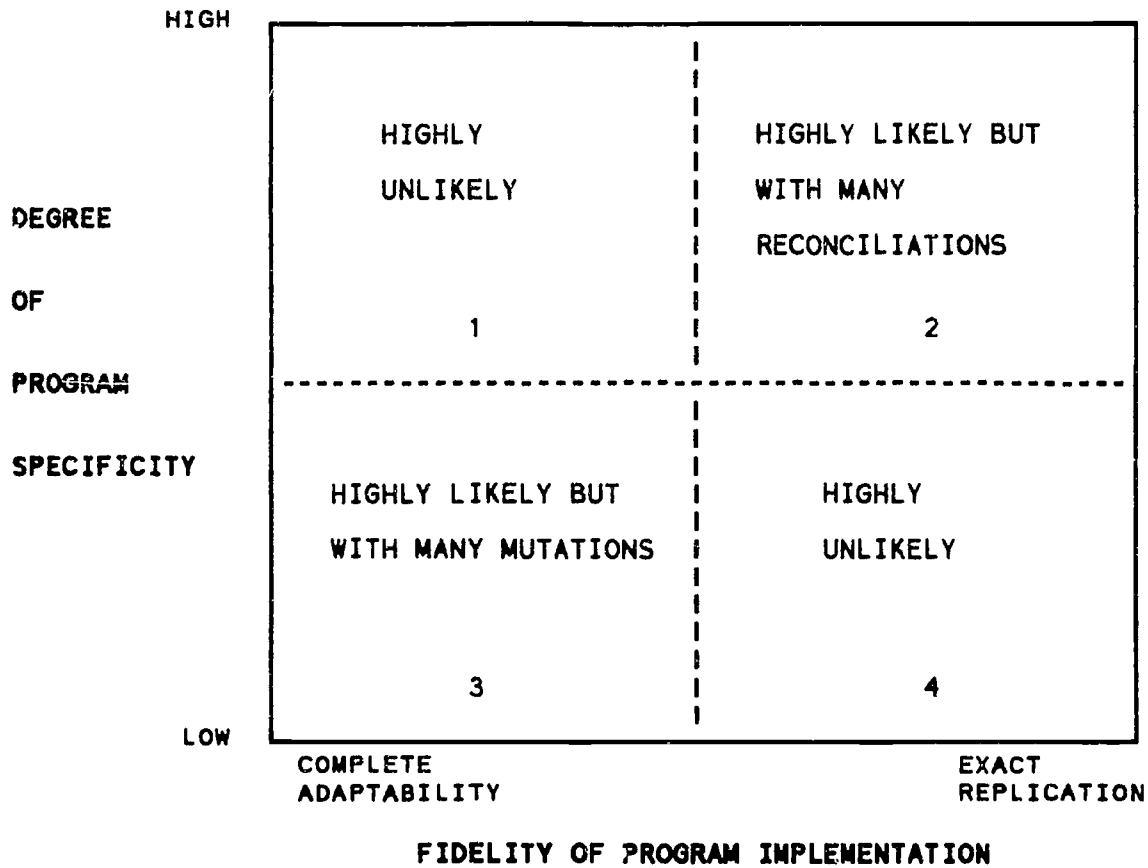 HIGH
HIGHLY
UNLIKELY
HIGHLY LIKELY BUT
WITH MANY
RECONCILIATIONS
DEGREE
OF
PROGRAM
SPECIFICITY
1
2
HIGHLY LIKELY BUT
WITH MANY MUTATIONS
HIGHLY
UNLIKELY
3
4
LOW
COMPLETE
ADAPTABILITY
EXACT
REPLICATION
FIDELITY OF PROGRAM IMPLEMENTATION